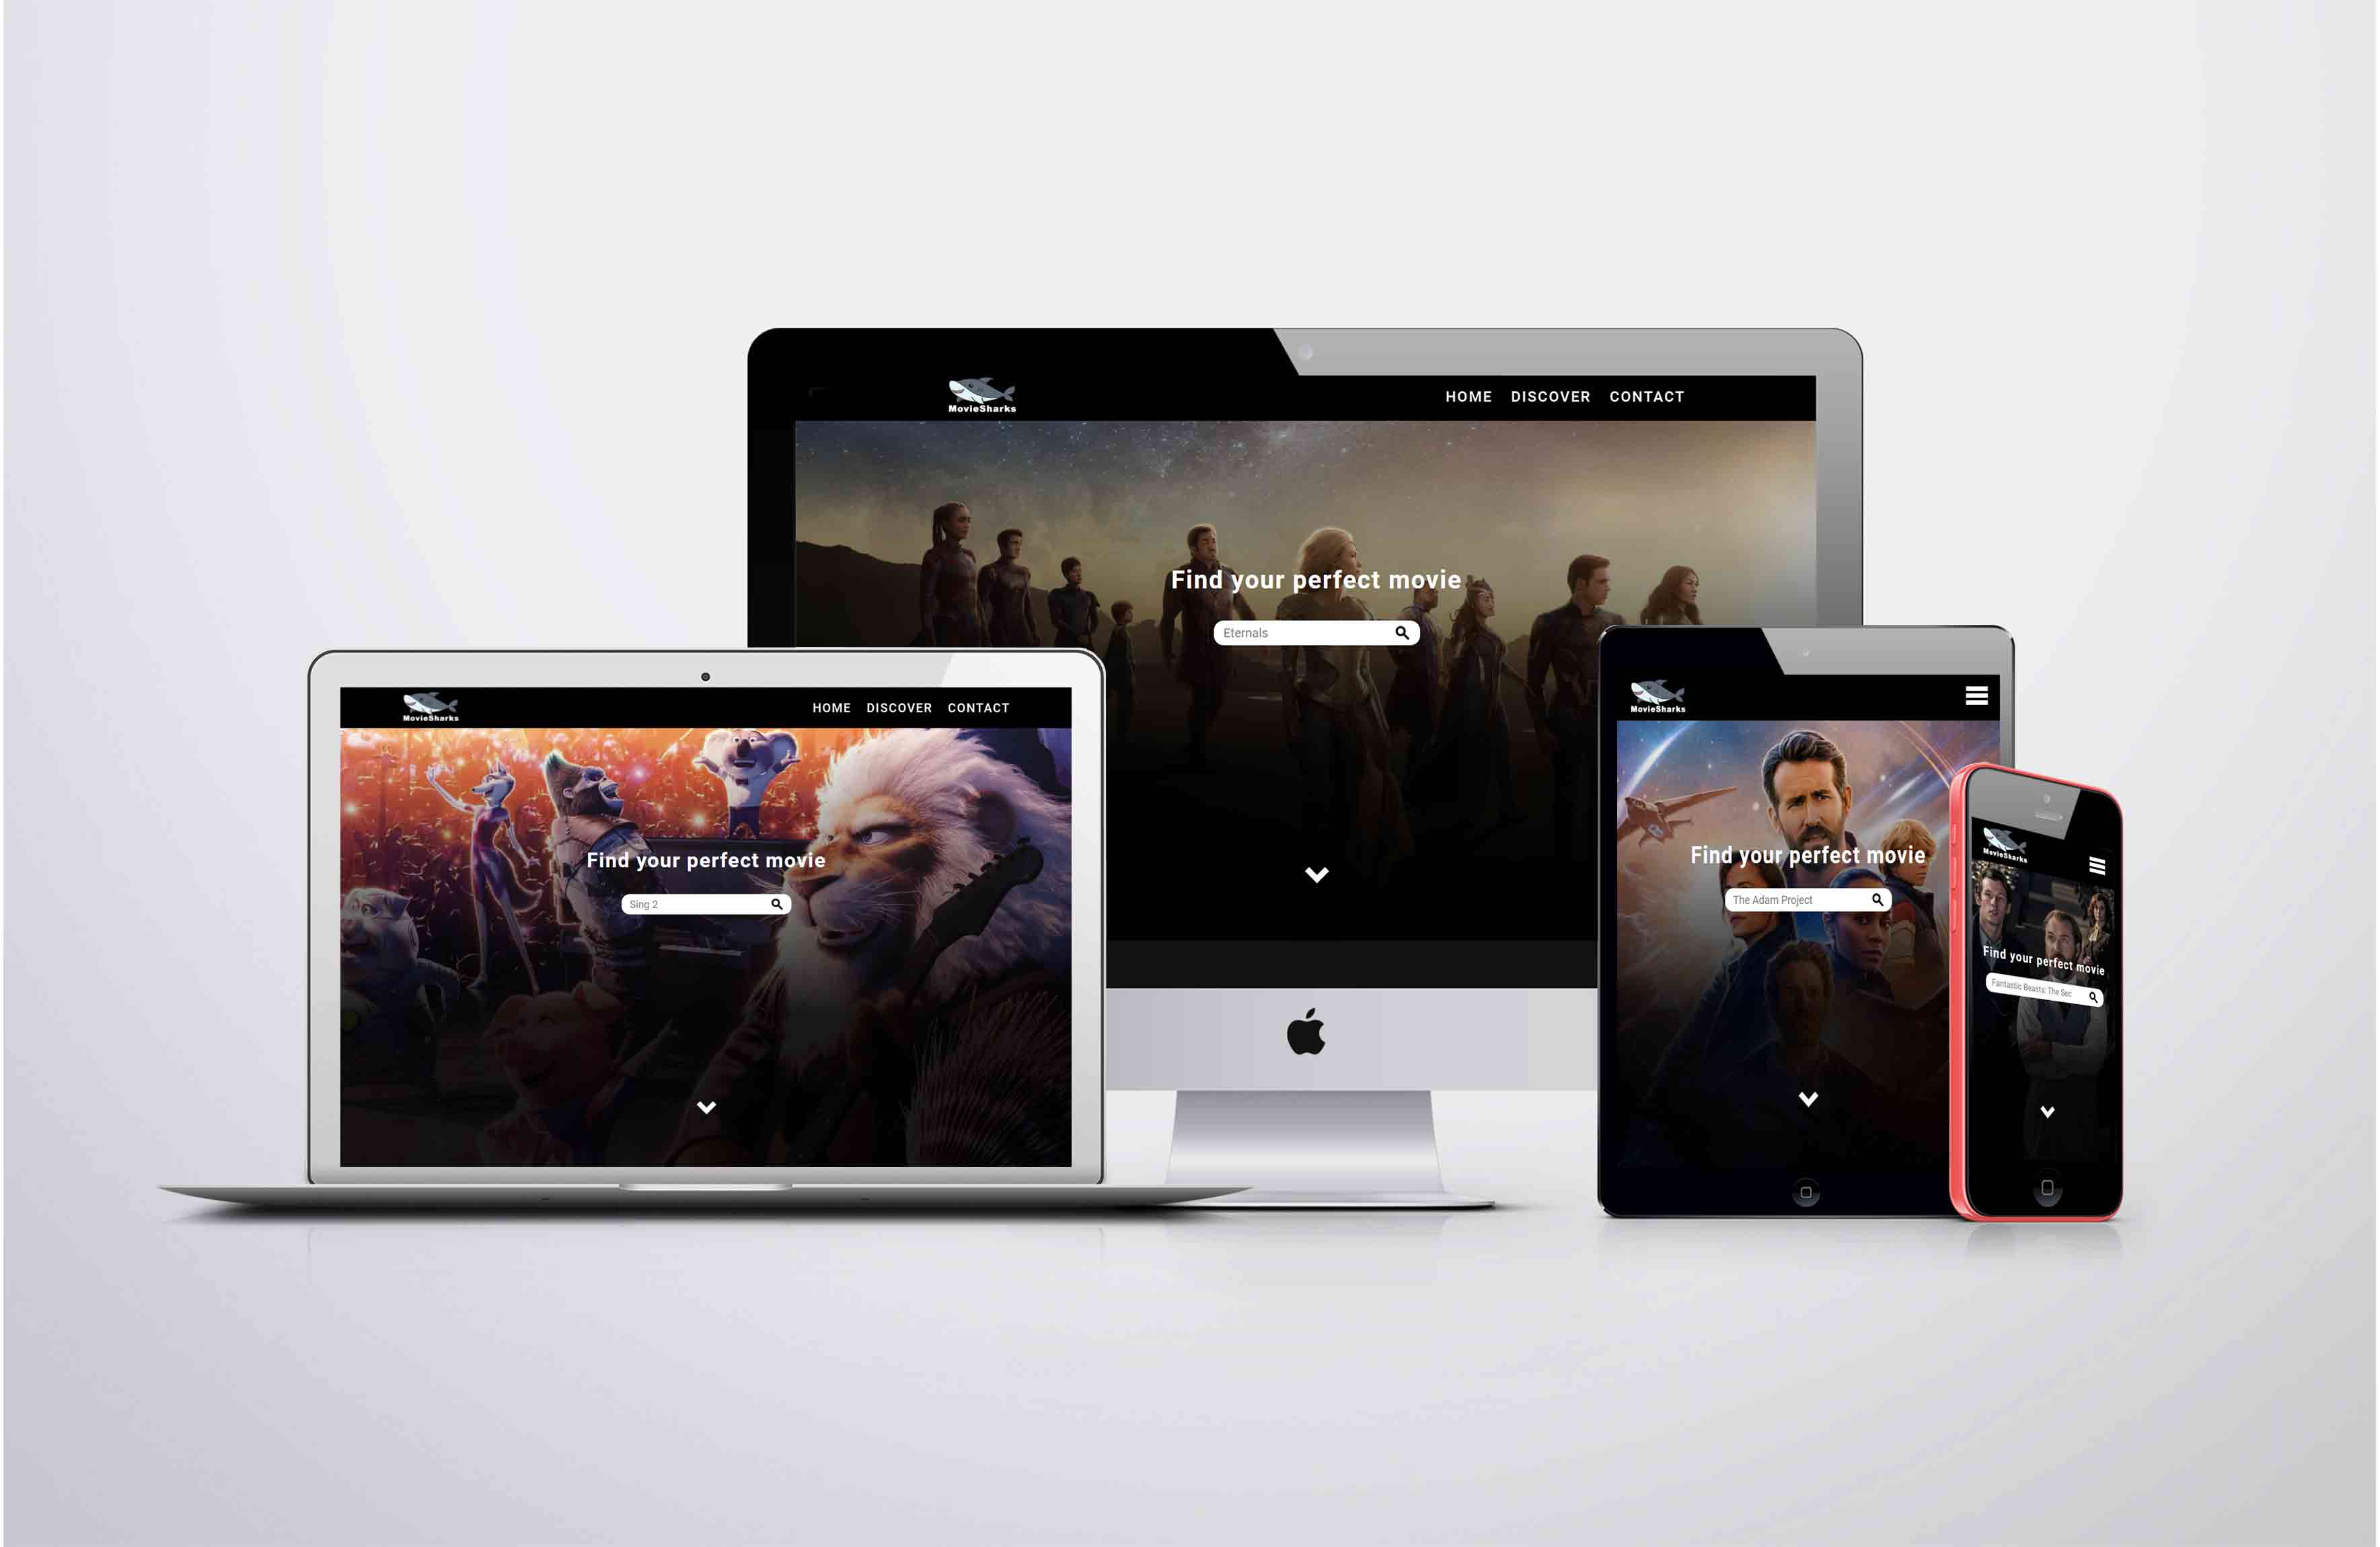 MovieSharks
HOME DISCOVER CONTACT
Find your perfect movie
Eternals
MovieSharks
HOME DISCOVER CONTACT
Find your perfect movie
Sing 2
MovieSharks
Find your perfect movie
The Adam Project
MovieSharks
Find your perfect movie
Fantastic Beasts: The Sec